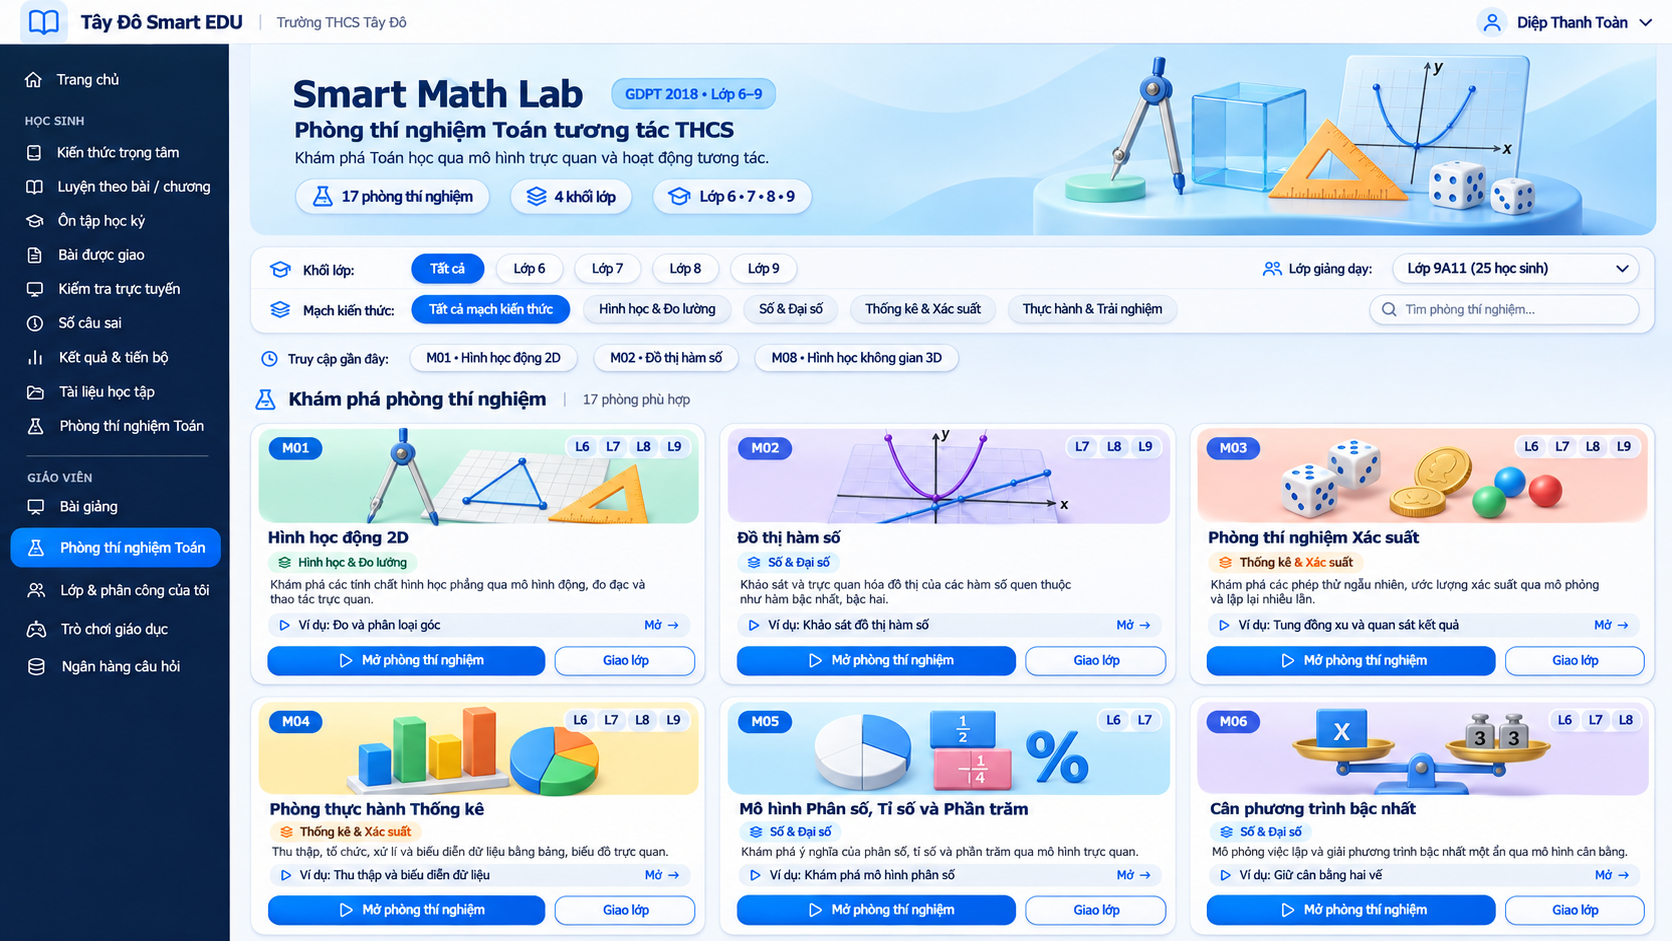 Tây Đô Smart EDU | Trường THCS Tây Đô
Diệp Thanh Toàn
Trang chủ
HỌC SINH
Kiến thức trọng tâm
Luyện theo bài / chương
Ôn tập học kỳ
Bài được giao
Kiểm tra trực tuyến
Sổ câu sai
Kết quả & tiến bộ
Tài liệu học tập
Phòng thí nghiệm Toán
GIÁO VIÊN
Bài giảng
Phòng thí nghiệm Toán
Lớp & phân công của tôi
Trò chơi giáo dục
Ngân hàng câu hỏi
Smart Math Lab
GDPT 2018 • Lớp 6–9
Phòng thí nghiệm Toán tương tác THCS
Khám phá Toán học qua mô hình trực quan và hoạt động tương tác.
17 phòng thí nghiệm
4 khối lớp
Lớp 6 • 7 • 8 • 9
y
x
Khối lớp:
Tất cả
Lớp 6
Lớp 7
Lớp 8
Lớp 9
Lớp giảng dạy:
Lớp 9A11 (25 học sinh)
Mạch kiến thức:
Tất cả mạch kiến thức
Hình học & Đo lường
Số & Đại số
Thống kê & Xác suất
Thực hành & Trải nghiệm
Tìm phòng thí nghiệm...
Truy cập gần đây:
M01 • Hình học động 2D
M02 • Đồ thị hàm số
M08 • Hình học không gian 3D
Khám phá phòng thí nghiệm | 17 phòng phù hợp
M01
L6 L7 L8 L9
Hình học động 2D
Hình học & Đo lường
Khám phá các tính chất hình học phẳng qua mô hình động, đo đạc và
thao tác trực quan.
Ví dụ: Đo và phân loại góc
Mở →
Mở phòng thí nghiệm
Giao lớp
M02
L7 L8 L9
y
x
Đồ thị hàm số
Số & Đại số
Khảo sát và trực quan hóa đồ thị của các hàm số quen thuộc
như hàm bậc nhất, bậc hai.
Ví dụ: Khảo sát đồ thị hàm số
Mở →
Mở phòng thí nghiệm
Giao lớp
M03
L6 L7 L8 L9
Phòng thí nghiệm Xác suất
Thống kê & Xác suất
Khám phá các phép thử ngẫu nhiên, ước lượng xác suất qua mô phỏng
và lặp lại nhiều lần.
Ví dụ: Tung đồng xu và quan sát kết quả
Mở →
Mở phòng thí nghiệm
Giao lớp
M04
L6 L7 L8 L9
Phòng thực hành Thống kê
Thống kê & Xác suất
Thu thập, tổ chức, xử lí và biểu diễn dữ liệu bằng bảng, biểu đồ trực quan.
Ví dụ: Thu thập và biểu diễn dữ liệu
Mở →
Mở phòng thí nghiệm
Giao lớp
M05
L6 L7
1
2
1
4
%
Mô hình Phân số, Tỉ số và Phần trăm
Số & Đại số
Khám phá ý nghĩa của phân số, tỉ số và phần trăm qua mô hình trực quan.
Ví dụ: Khám phá mô hình phân số
Mở →
Mở phòng thí nghiệm
Giao lớp
M06
L6 L7 L8
X
3 3
Cân phương trình bậc nhất
Số & Đại số
Mô phỏng việc lập và giải phương trình bậc nhất một ẩn qua mô hình cân bằng.
Ví dụ: Giữ cân bằng hai vế
Mở →
Mở phòng thí nghiệm
Giao lớp